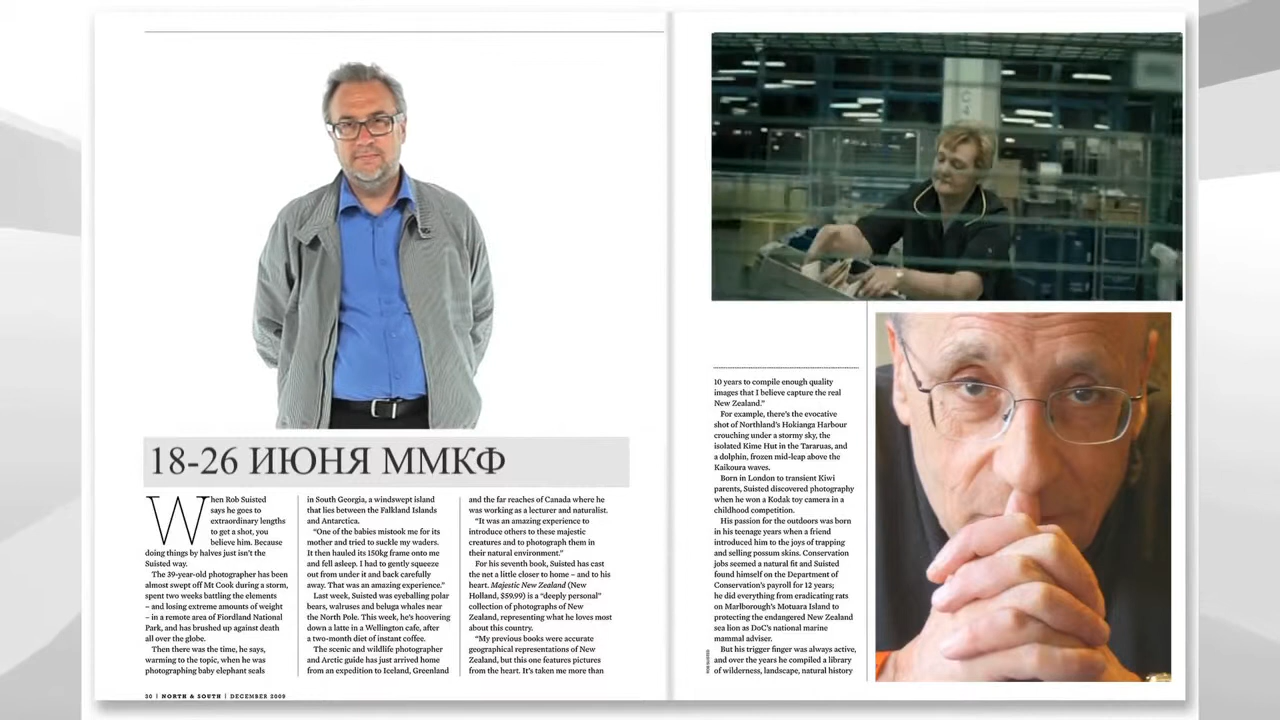 18-26 ИЮНЯ ММКФ
When Rob Suisted
says he goes to
extraordinary lengths
to get a shot, you
believe him. Because
doing things by halves just isn't the
Suisted way.
The 39-year-old photographer has been
almost swept off Mt Cook during a storm,
spent two weeks battling the elements
– and losing extreme amounts of weight
– in a remote area of Fiordland National
Park, and has brushed up against death
all over the globe.
Then there was the time, he says,
warming to the topic, when he was
photographing baby elephant seals
in South Georgia, a windswept island
that lies between the Falkland Islands
and Antarctica.
"One of the babies mistook me for its
mother and tried to suckle my waders.
It then hauled its 150kg frame onto me
and fell asleep. I had to gently squeeze
out from under it and back carefully
away. That was an amazing experience."
Last week, Suisted was eyeballing polar
bears, walruses and beluga whales near
the North Pole. This week, he's hoovering
down a latte in a Wellington cafe, after
a two-month diet of instant coffee.
The scenic and wildlife photographer
and Arctic guide has just arrived home
from an expedition to Iceland, Greenland
and the far reaches of Canada where he
was working as a lecturer and naturalist.
"It was an amazing experience to
introduce others to these majestic
creatures and to photograph them in
their natural environment."
For his seventh book, Suisted has cast
the net a little closer to home – and to his
heart. Majestic New Zealand (New
Holland, $59.99) is a "deeply personal"
collection of photographs of New
Zealand, representing what he loves most
about this country.
"My previous books were accurate
geographical representations of New
Zealand, but this one features pictures
from the heart. It's taken me more than
30 | NORTH & SOUTH | DECEMBER 2009
10 years to compile enough quality
images that I believe capture the real
New Zealand."
For example, there's the evocative
shot of Northland's Hokianga Harbour
crouching under a stormy sky, the
isolated Kime Hut in the Tararuas, and
a dolphin, frozen mid-leap above the
Kaikoura waves.
Born in London to transient Kiwi
parents, Suisted discovered photography
when he won a Kodak toy camera in a
childhood competition.
His passion for the outdoors was born
in his teenage years when a friend
introduced him to the joys of trapping
and selling possum skins. Conservation
jobs seemed a natural fit and Suisted
found himself on the Department of
Conservation's payroll for 12 years;
he did everything from eradicating rats
on Marlborough's Motuara Island to
protecting the endangered New Zealand
sea lion as DoC's national marine
mammal adviser.
But his trigger finger was always active,
and over the years he compiled a library
of wilderness, landscape, natural history